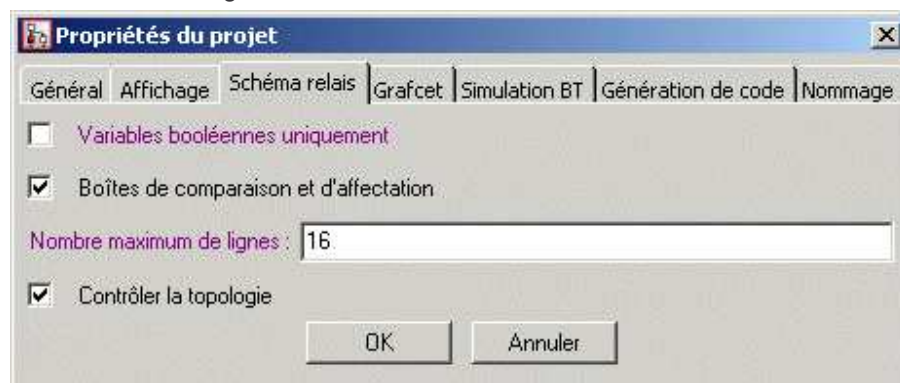 Propriétés du projet
Général Affichage Schéma relais Grafcet Simulation BT Génération de code Nommage
Variables booléennes uniquement
Boîtes de comparaison et d'affectation
Nombre maximum de lignes : 16
Contrôler la topologie
OK Annuler